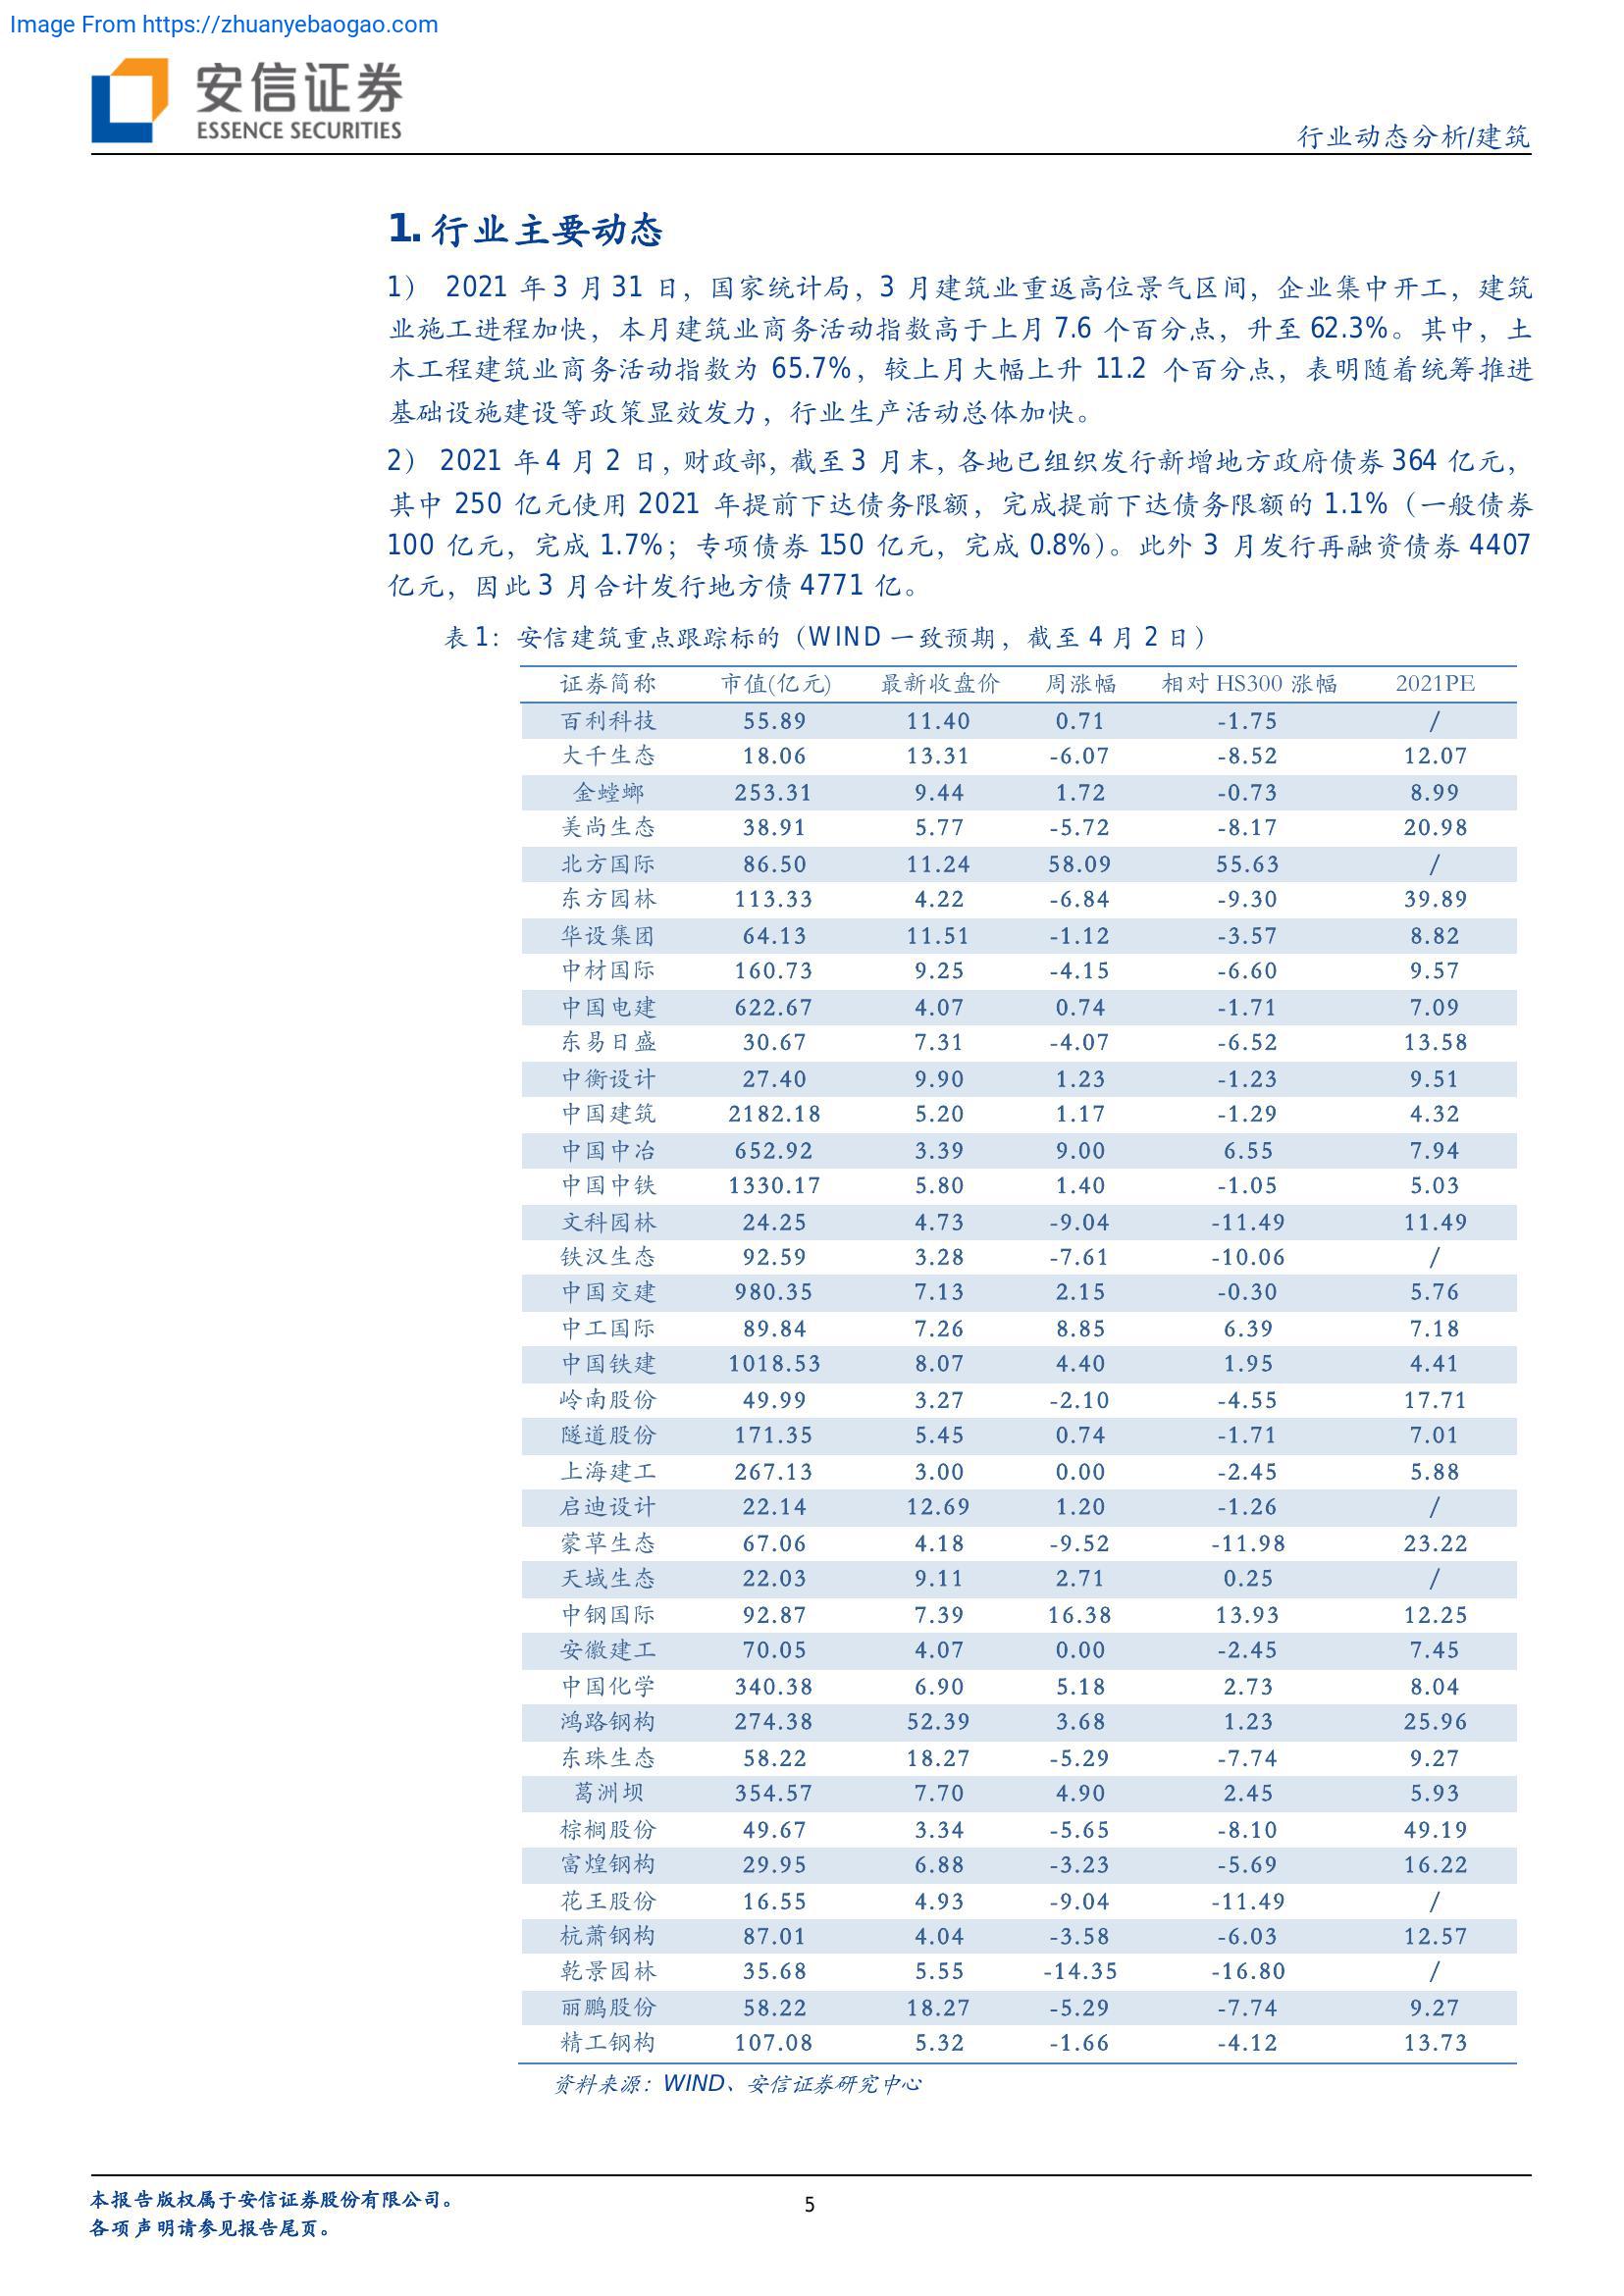 Image From https://zhuanyebaogao.com
安信证券
ESSENCE SECURITIES
行业动态分析/建筑
1. 行业主要动态
1） 2021 年 3 月 31 日，国家统计局，3 月建筑业重返高位景气区间，企业集中开工，建筑
业施工进程加快，本月建筑业商务活动指数高于上月 7.6 个百分点，升至 62.3%。其中，土
木工程建筑业商务活动指数为 65.7%，较上月大幅上升 11.2 个百分点，表明随着统筹推进
基础设施建设等政策显效发力，行业生产活动总体加快。
2） 2021 年 4 月 2 日，财政部，截至 3 月末，各地已组织发行新增地方政府债券 364 亿元，
其中 250 亿元使用 2021 年提前下达债务限额，完成提前下达债务限额的 1.1%（一般债券
100 亿元，完成 1.7%；专项债券 150 亿元，完成 0.8%）。此外 3 月发行再融资债券 4407
亿元，因此 3 月合计发行地方债 4771 亿。
表 1：安信建筑重点跟踪标的（WIND 一致预期，截至 4 月 2 日）
证券简称 市值(亿元) 最新收盘价 周涨幅 相对 HS300 涨幅 2021PE
百利科技 55.89 11.40 0.71 -1.75 /
大千生态 18.06 13.31 -6.07 -8.52 12.07
金螳螂 253.31 9.44 1.72 -0.73 8.99
美尚生态 38.91 5.77 -5.72 -8.17 20.98
北方国际 86.50 11.24 58.09 55.63 /
东方园林 113.33 4.22 -6.84 -9.30 39.89
华设集团 64.13 11.51 -1.12 -3.57 8.82
中材国际 160.73 9.25 -4.15 -6.60 9.57
中国电建 622.67 4.07 0.74 -1.71 7.09
东易日盛 30.67 7.31 -4.07 -6.52 13.58
中衡设计 27.40 9.90 1.23 -1.23 9.51
中国建筑 2182.18 5.20 1.17 -1.29 4.32
中国中冶 652.92 3.39 9.00 6.55 7.94
中国中铁 1330.17 5.80 1.40 -1.05 5.03
文科园林 24.25 4.73 -9.04 -11.49 11.49
铁汉生态 92.59 3.28 -7.61 -10.06 /
中国交建 980.35 7.13 2.15 -0.30 5.76
中工国际 89.84 7.26 8.85 6.39 7.18
中国铁建 1018.53 8.07 4.40 1.95 4.41
岭南股份 49.99 3.27 -2.10 -4.55 17.71
隧道股份 171.35 5.45 0.74 -1.71 7.01
上海建工 267.13 3.00 0.00 -2.45 5.88
启迪设计 22.14 12.69 1.20 -1.26 /
蒙草生态 67.06 4.18 -9.52 -11.98 23.22
天域生态 22.03 9.11 2.71 0.25 /
中钢国际 92.87 7.39 16.38 13.93 12.25
安徽建工 70.05 4.07 0.00 -2.45 7.45
中国化学 340.38 6.90 5.18 2.73 8.04
鸿路钢构 274.38 52.39 3.68 1.23 25.96
东珠生态 58.22 18.27 -5.29 -7.74 9.27
葛洲坝 354.57 7.70 4.90 2.45 5.93
棕榈股份 49.67 3.34 -5.65 -8.10 49.19
富煌钢构 29.95 6.88 -3.23 -5.69 16.22
花王股份 16.55 4.93 -9.04 -11.49 /
杭萧钢构 87.01 4.04 -3.58 -6.03 12.57
乾景园林 35.68 5.55 -14.35 -16.80 /
丽鹏股份 58.22 18.27 -5.29 -7.74 9.27
精工钢构 107.08 5.32 -1.66 -4.12 13.73
资料来源：WIND、安信证券研究中心
本报告版权属于安信证券股份有限公司。
各项声明请参见报告尾页。
5